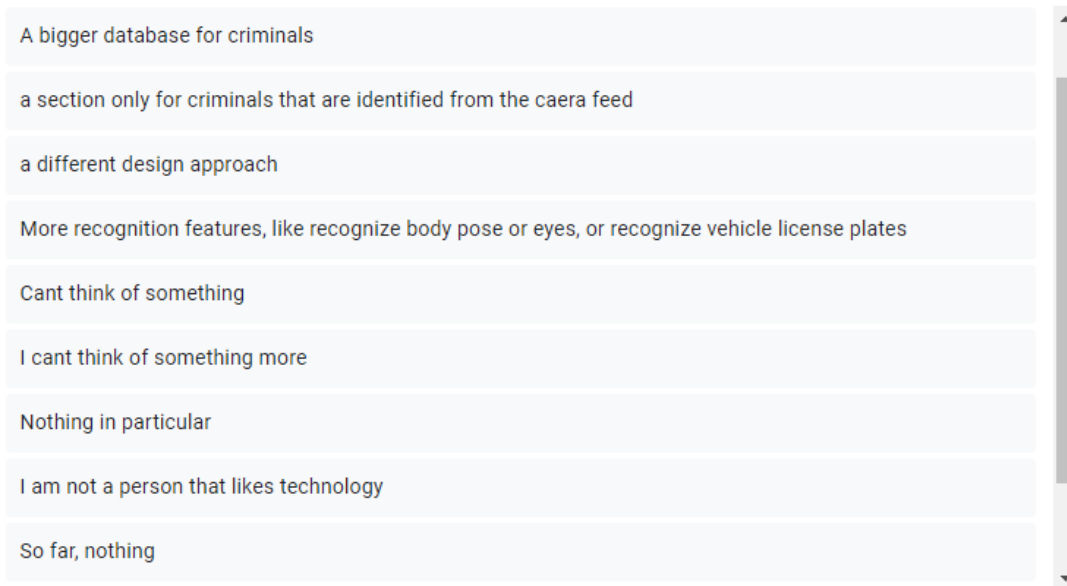 A bigger database for criminals
a section only for criminals that are identified from the caera feed
a different design approach
More recognition features, like recognize body pose or eyes, or recognize vehicle license plates
Cant think of something
I cant think of something more
Nothing in particular
I am not a person that likes technology
So far, nothing